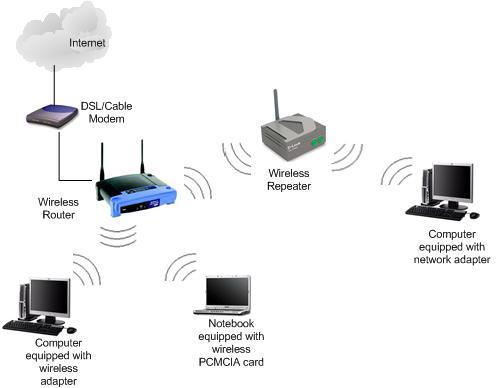 Internet
DSL/Cable
Modem
Wireless
Router
D-Link
Wireless
Repeater
Computer
equipped with
network adapter
Computer
equipped with
wireless
adapter
Notebook
equipped with
wireless
PCMCIA card